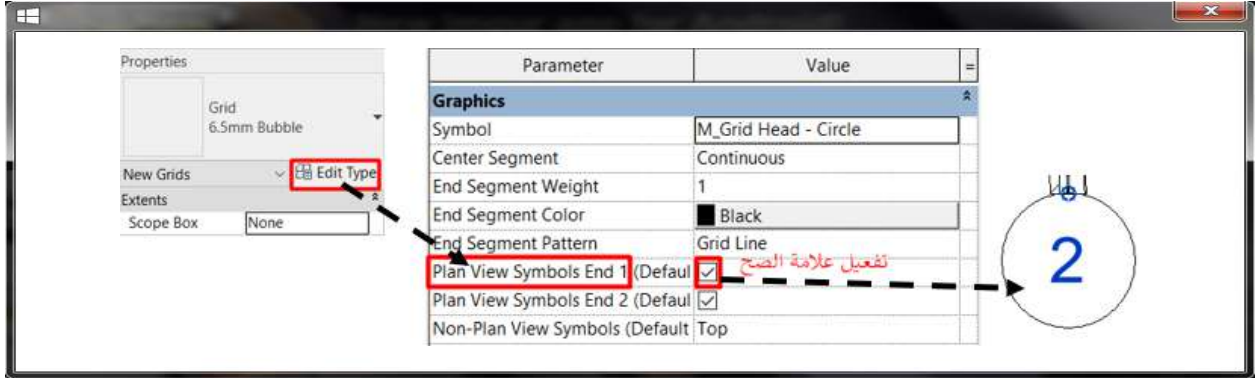 Properties
Grid
6.5mm Bubble
New Grids
Edit Type
Extents
Scope Box None
Parameter Value =
Graphics
Symbol M_Grid Head - Circle
Center Segment Continuous
End Segment Weight 1
End Segment Color Black
End Segment Pattern Grid Line
Plan View Symbols End 1 (Defaul
تفعيل علامة الصح
Plan View Symbols End 2 (Defaul
Non-Plan View Symbols (Default Top
2